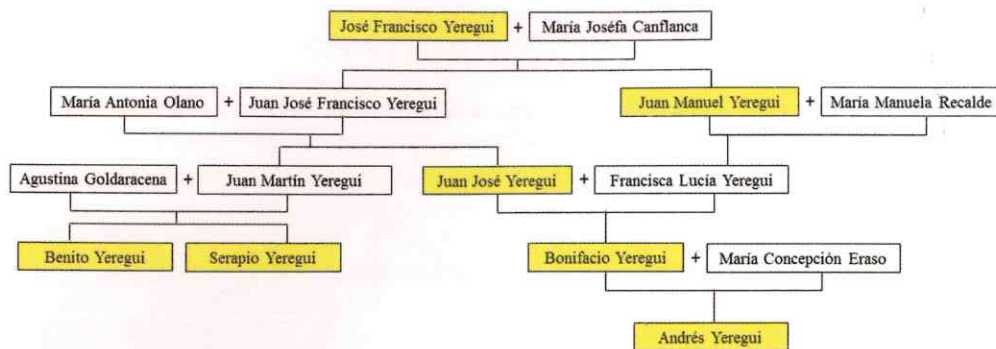 José Francisco Yeregui + María Joséfa Canflanca
María Antonia Olano + Juan José Francisco Yeregui Juan Manuel Yeregui + María Manuela Recalde
Agustina Goldaracena + Juan Martín Yeregui Juan José Yeregui + Francisca Lucía Yeregui
Benito Yeregui Serapio Yeregui Bonifacio Yeregui + María Concepción Eraso
Andrés Yeregui